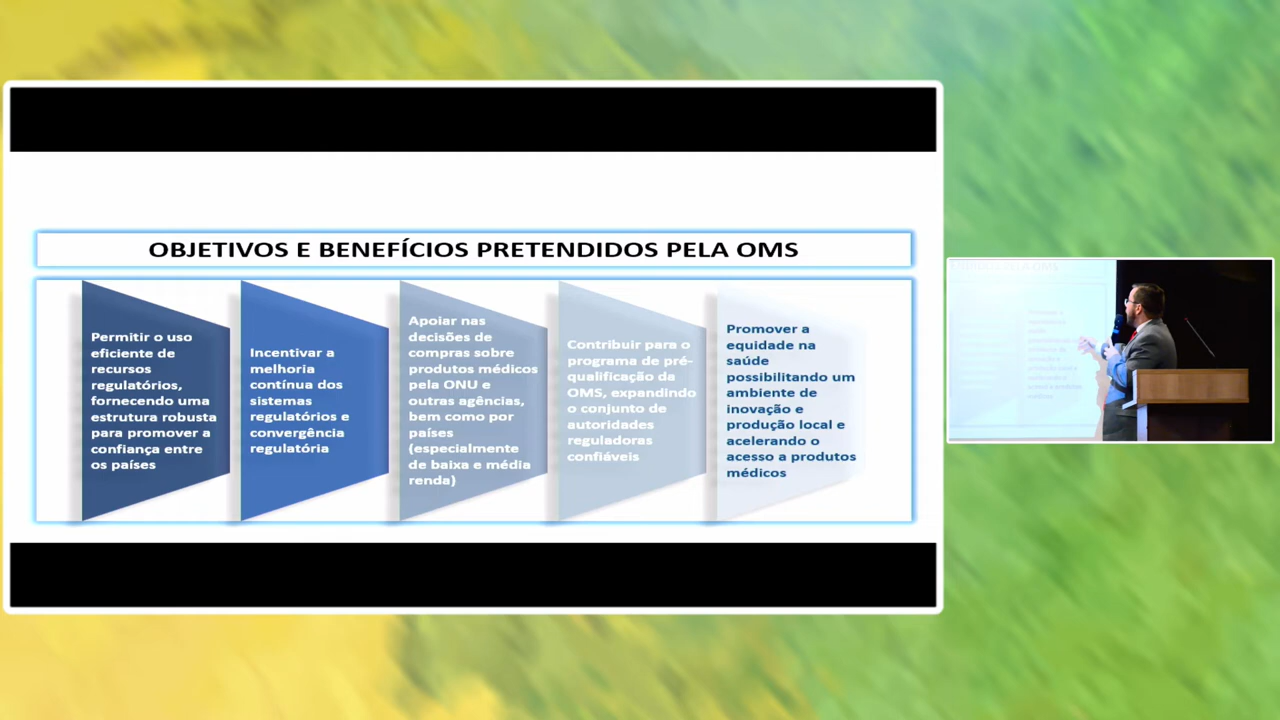 OBJETIVOS E BENEFÍCIOS PRETENDIDOS PELA OMS
Permitir o uso
eficiente de
recursos
regulatórios,
fornecendo uma
estrutura robusta
para promover a
confiança entre
os países
Incentivar a
melhoria
contínua dos
sistemas
regulatórios e
convergência
regulatória
Apoiar nas
decisões de
compras sobre
produtos médicos
pela ONU e
outras agências,
bem como por
países
(especialmente
de baixa e média
renda)
Contribuir para o
programa de pré-
qualificação da
OMS, expandindo
o conjunto de
autoridades
reguladoras
confiáveis
Promover a
equidade na
saúde
possibilitando um
ambiente de
inovação e
produção local e
acelerando o
acesso a produtos
médicos